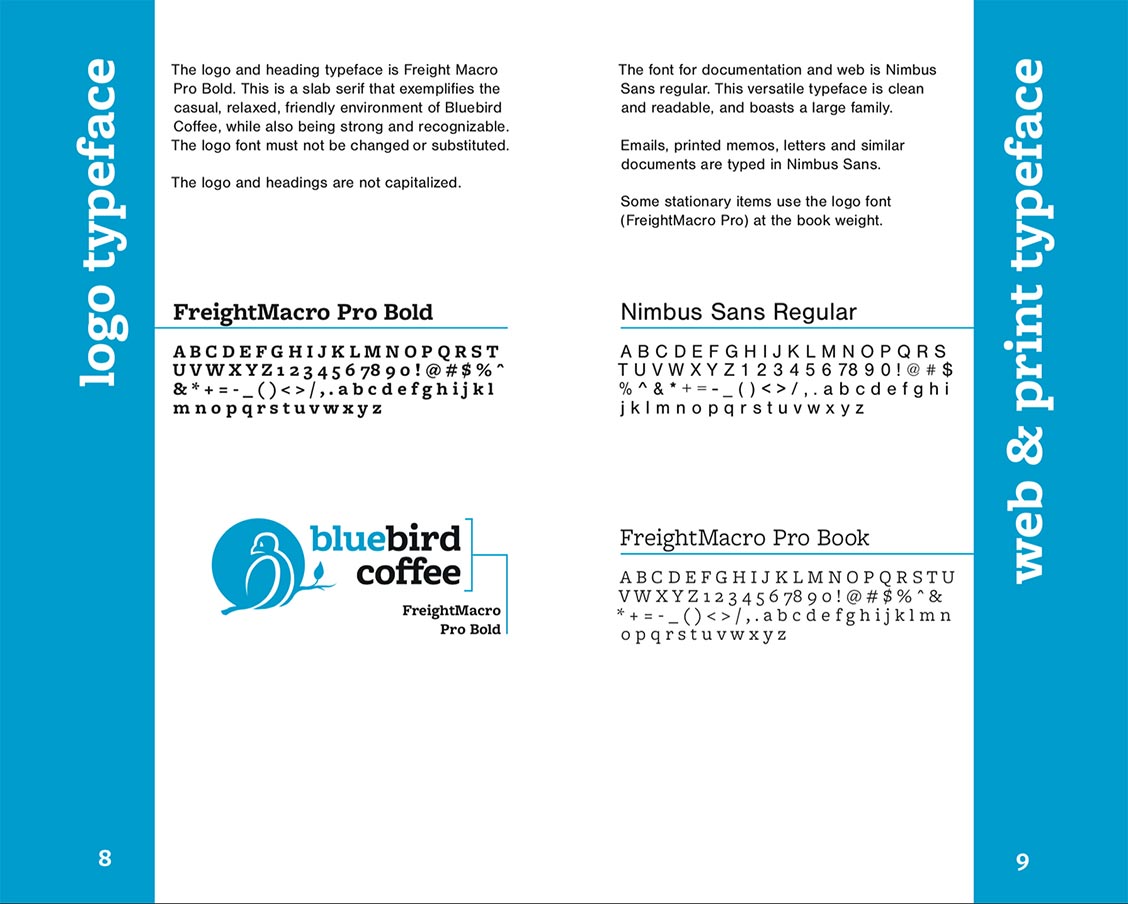 logo typeface
The logo and heading typeface is Freight Macro
Pro Bold. This is a slab serif that exemplifies the
casual, relaxed, friendly environment of Bluebird
Coffee, while also being strong and recognizable.
The logo font must not be changed or substituted.
The logo and headings are not capitalized.
FreightMacro Pro Bold
A B C D E F G H I J K L M N O P Q R S T
U V W X Y Z 1 2 3 4 5 6 7 8 9 0 ! @ # $ % ^
& * + = - _ ( ) < > / , . a b c d e f g h i j k l
m n o p q r s t u v w x y z
bluebird
coffee
FreightMacro
Pro Bold
8
web & print typeface
The font for documentation and web is Nimbus
Sans regular. This versatile typeface is clean
and readable, and boasts a large family.
Emails, printed memos, letters and similar
documents are typed in Nimbus Sans.
Some stationary items use the logo font
(FreightMacro Pro) at the book weight.
Nimbus Sans Regular
A B C D E F G H I J K L M N O P Q R S
T U V W X Y Z 1 2 3 4 5 6 7 8 9 0 ! @ # $
% ^ & * + = - _ ( ) < > / , . a b c d e f g h i
j k l m n o p q r s t u v w x y z
FreightMacro Pro Book
A B C D E F G H I J K L M N O P Q R S T U
V W X Y Z 1 2 3 4 5 6 7 8 9 0 ! @ # $ % ^ &
* + = - _ ( ) < > / , . a b c d e f g h i j k l m n
o p q r s t u v w x y z
9